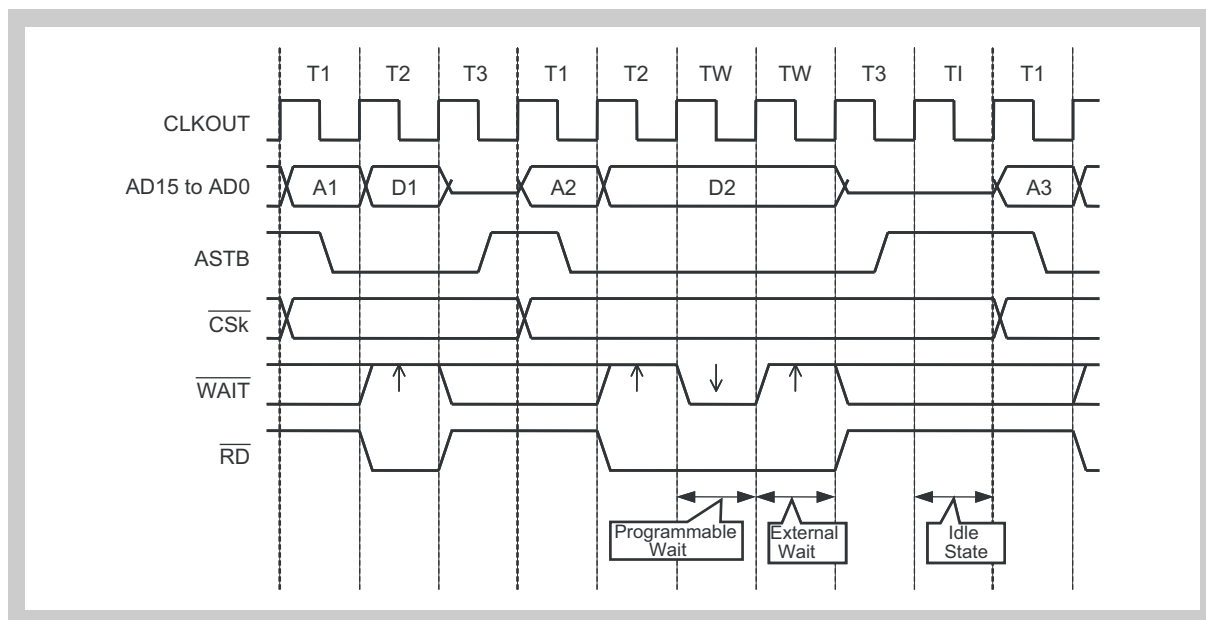 T1 T2 T3 T1 T2 TW TW T3 TI T1
CLKOUT
AD15 to AD0 A1 D1 A2 D2 A3
ASTB
CSk
WAIT
RD
Programmable
Wait
External
Wait
Idle
State